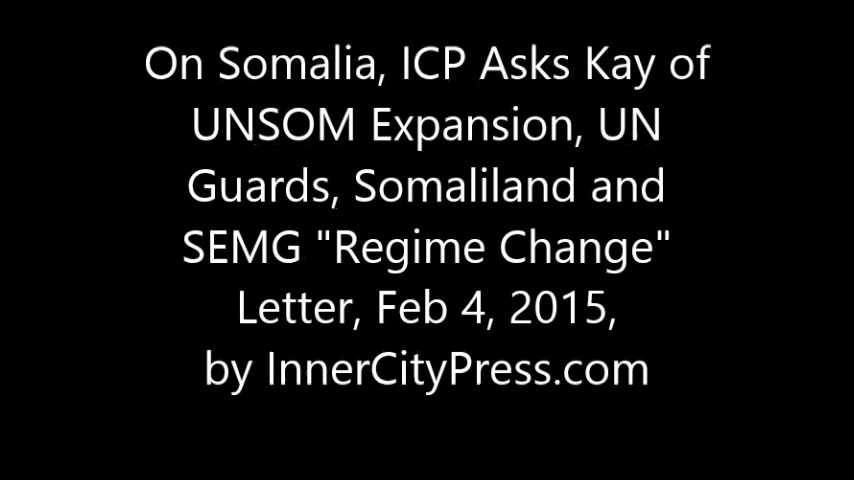 On Somalia, ICP Asks Kay of
UNSOM Expansion, UN
Guards, Somaliland and
SEMG "Regime Change"
Letter, Feb 4, 2015,
by InnerCityPress.com